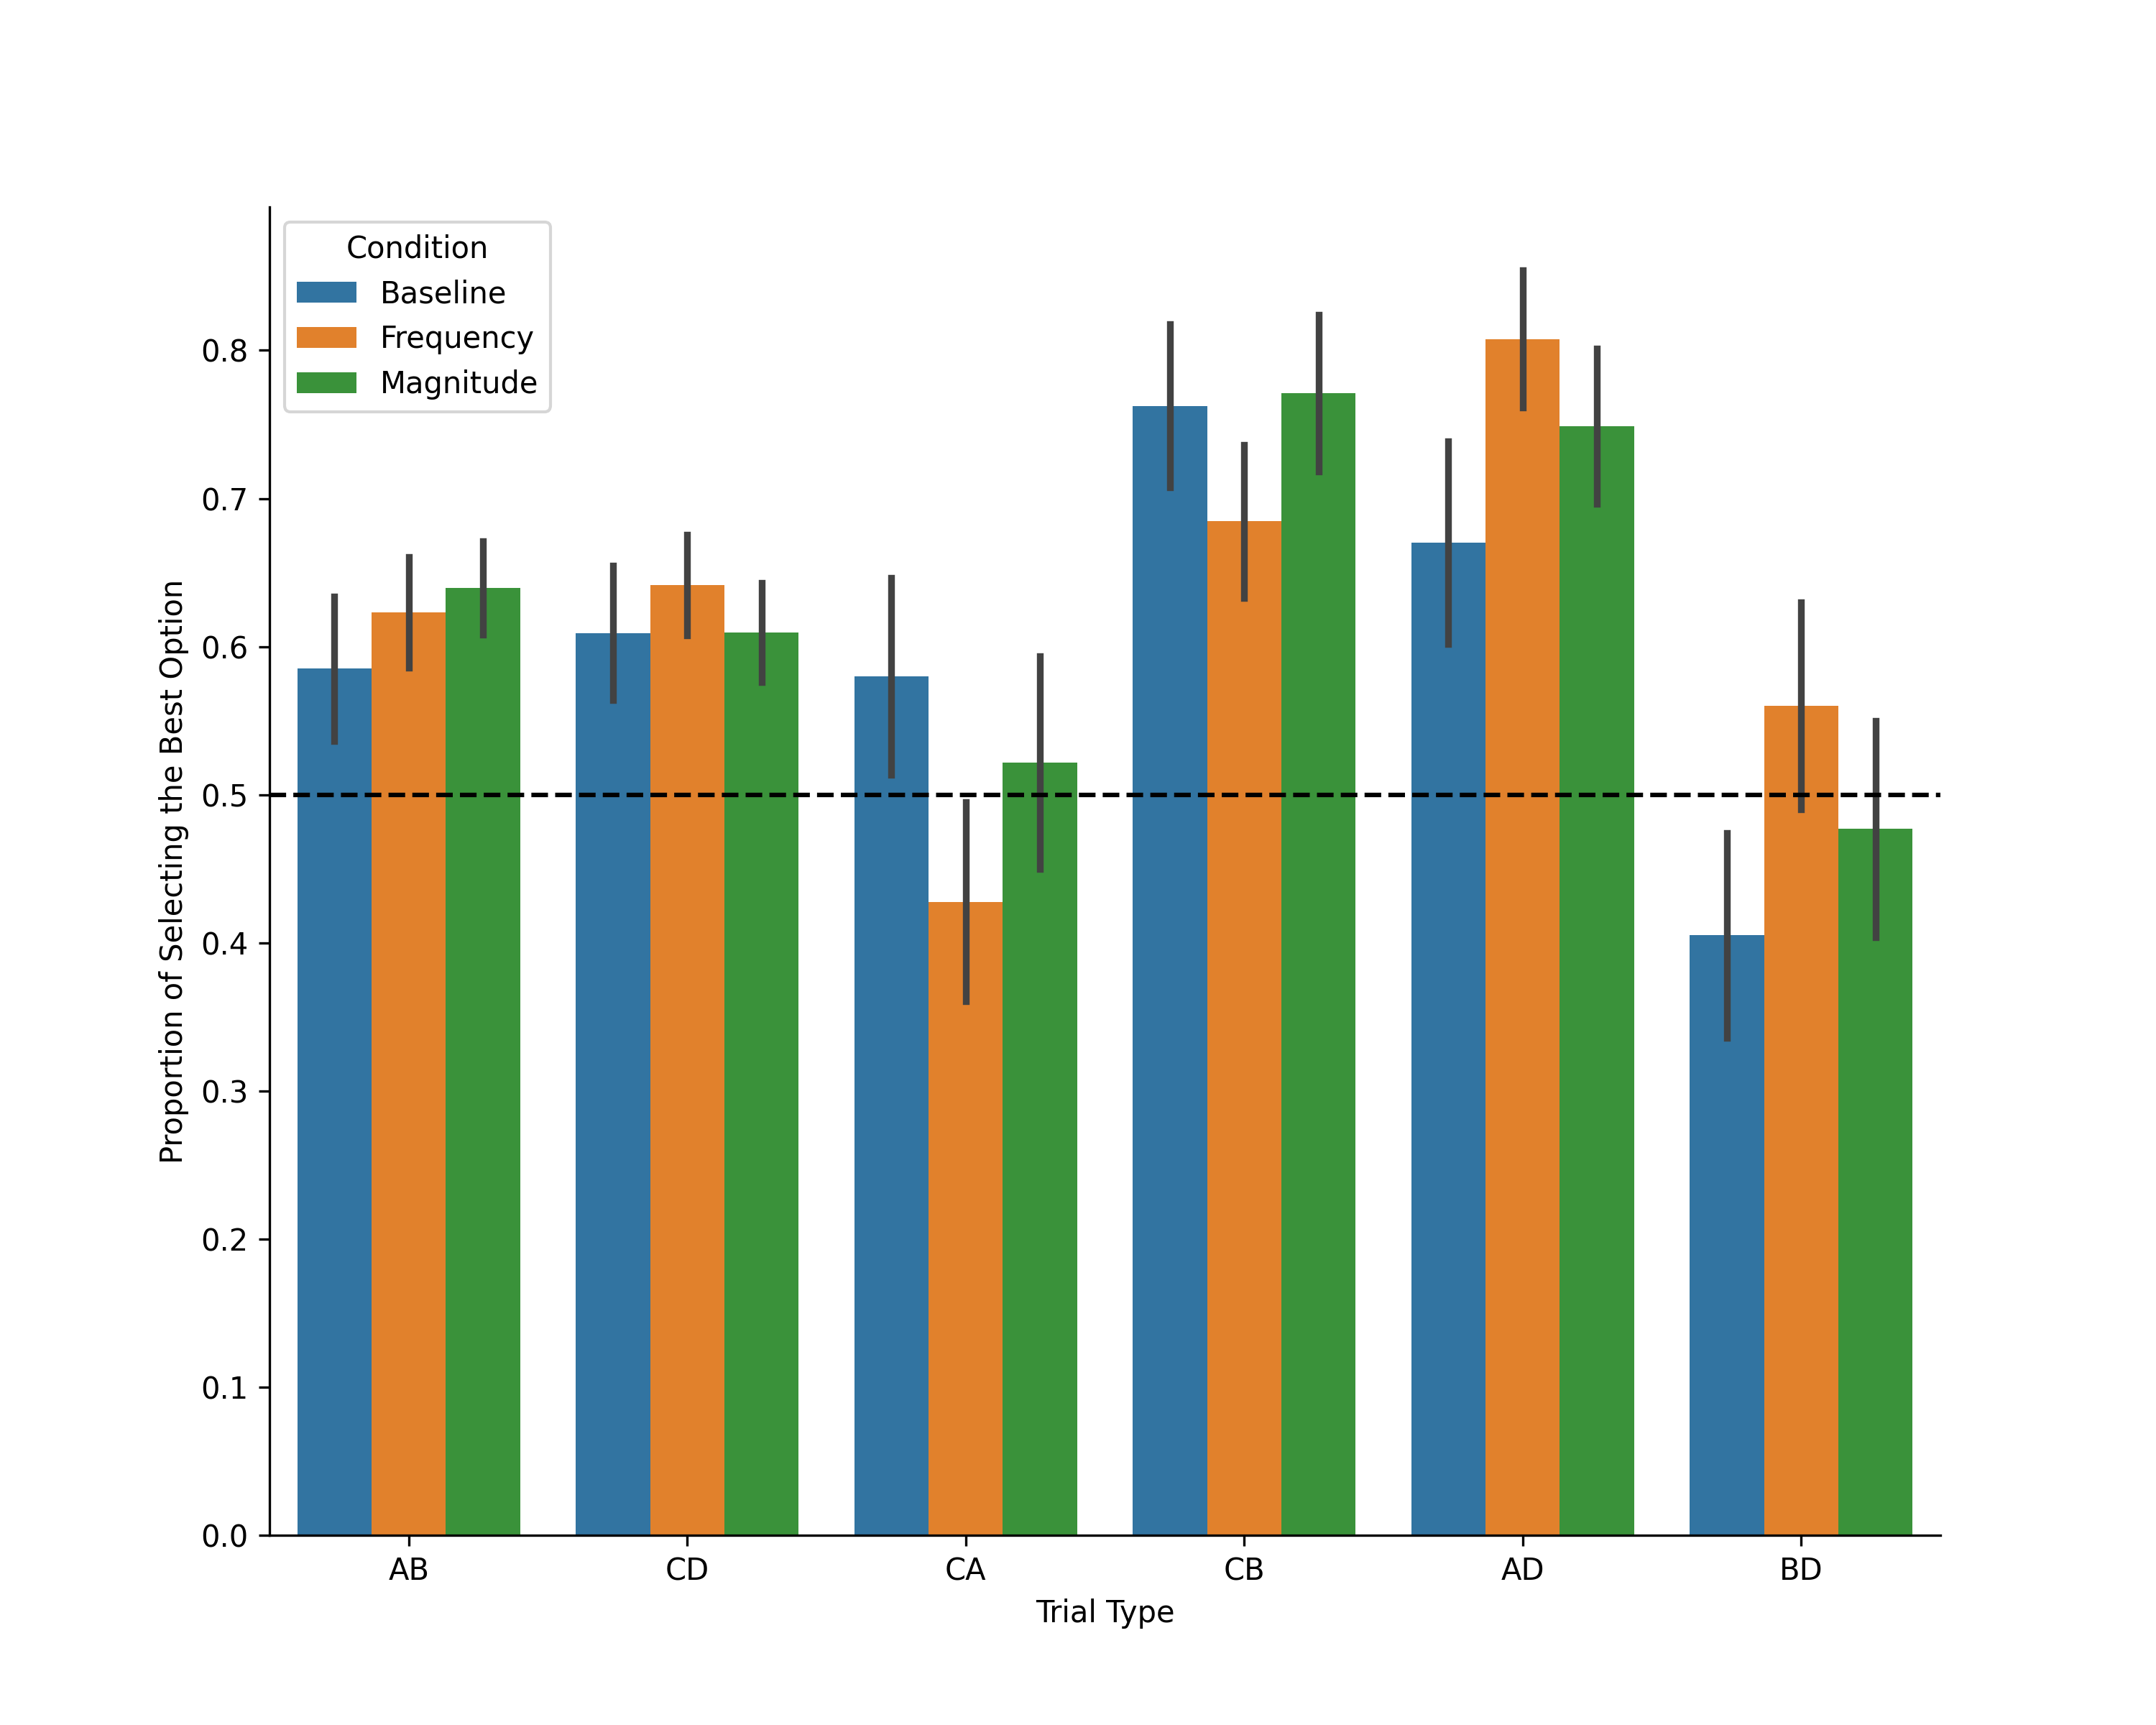 Condition
Baseline
Frequency
Magnitude
Proportion of Selecting the Best Option
0.8
0.7
0.6
0.5
0.4
0.3
0.2
0.1
0.0
AB CD CA CB AD BD
Trial Type